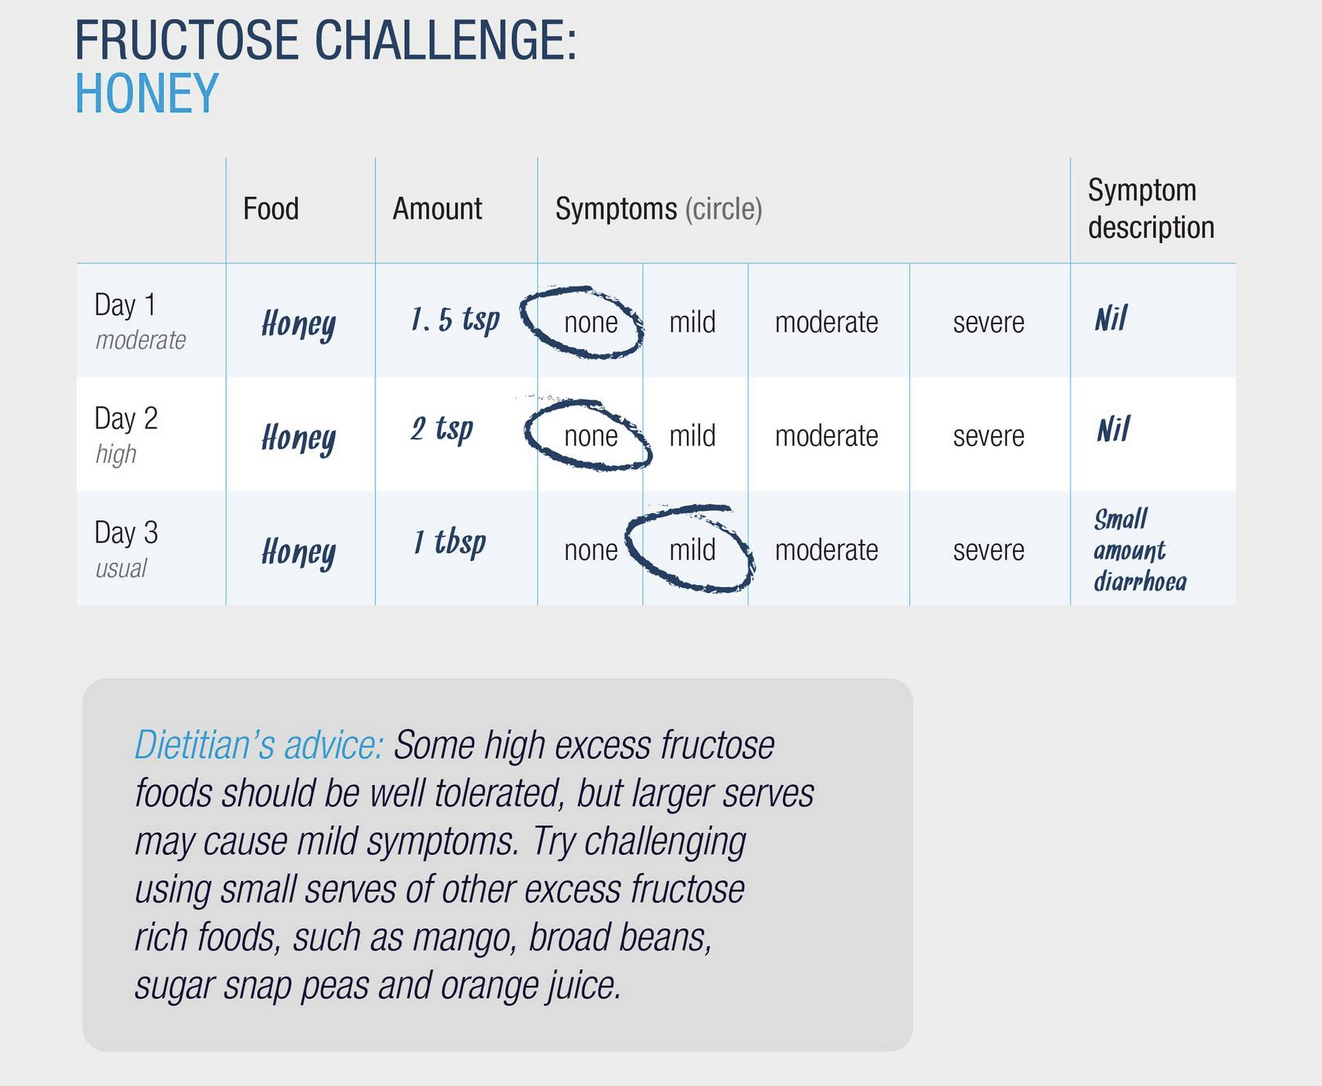 FRUCTOSE CHALLENGE:
HONEY
Food Amount Symptoms (circle) Symptom description
Day 1 moderate Honey 1.5 tsp none mild moderate severe Nil
Day 2 high Honey 2 tsp none mild moderate severe Nil
Day 3 usual Honey 1 tbsp none mild moderate severe Small amount diarrhoea
Dietitian's advice: Some high excess fructose
foods should be well tolerated, but larger serves
may cause mild symptoms. Try challenging
using small serves of other excess fructose
rich foods, such as mango, broad beans,
sugar snap peas and orange juice.